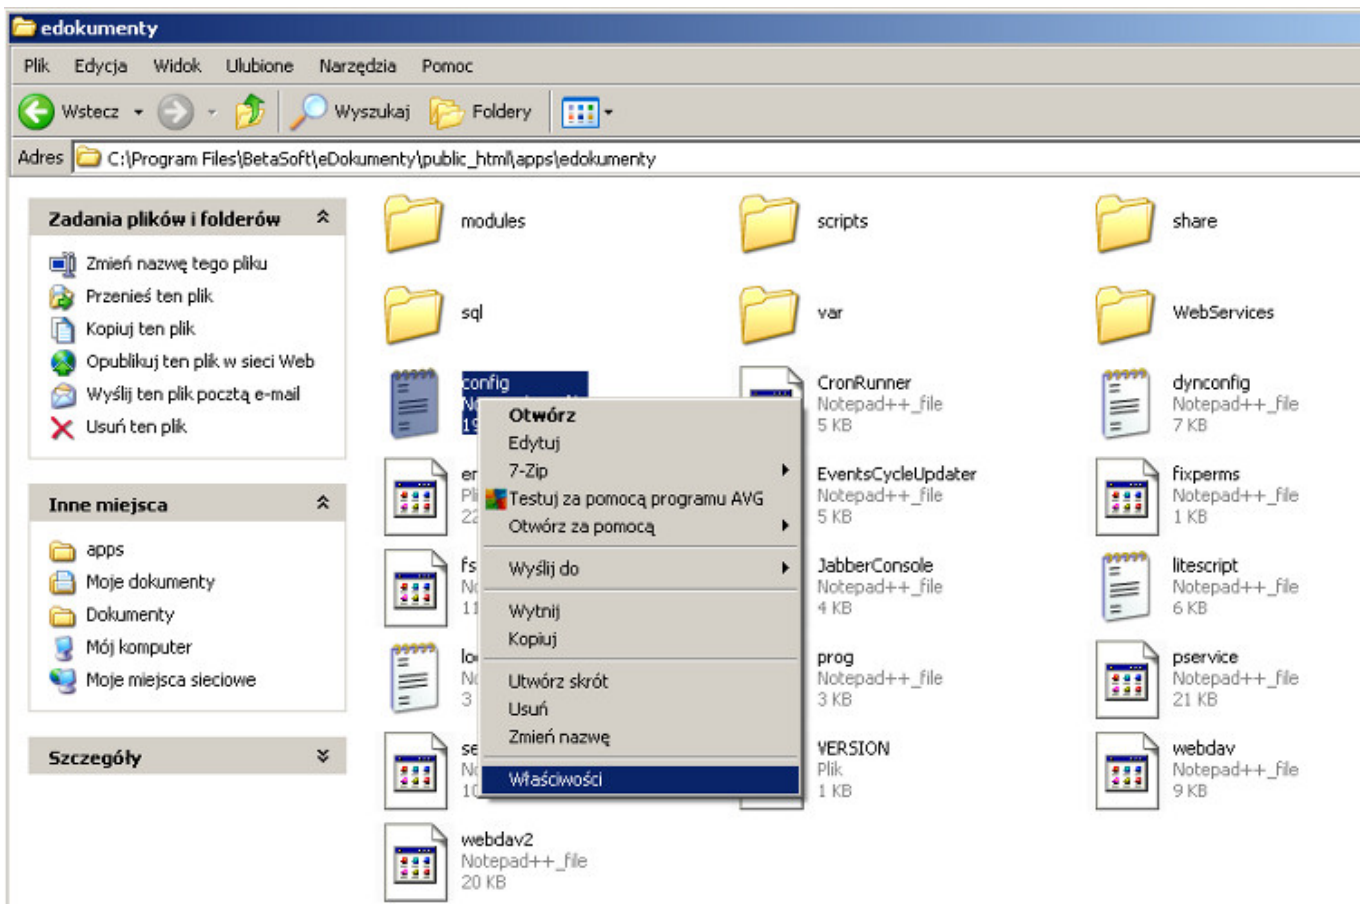 edokumenty
Plik Edycja Widok Ulubione Narzędzia Pomoc
Wstecz Wyszukaj Foldery
Adres C:\Program Files\BetaSoft\eDokumenty\public_html\apps\edokumenty
Zadania plików i folderów
Zmień nazwę tego pliku
Przenieś ten plik
Kopiuj ten plik
Opublikuj ten plik w sieci Web
Wyślij ten plik pocztą e-mail
Usuń ten plik
Inne miejsca
apps
Moje dokumenty
Dokumenty
Mój komputer
Moje miejsca sieciowe
Szczegóły
modules
scripts
share
sql
var
WebServices
config
CronRunner
Notepad++_file
5 KB
dynconfig
Notepad++_file
7 KB
EventsCycleUpdater
Notepad++_file
5 KB
fixperms
Notepad++_file
1 KB
JabberConsole
Notepad++_file
4 KB
litescript
Notepad++_file
6 KB
prog
Notepad++_file
3 KB
pservice
Notepad++_file
21 KB
VERSION
Plik
1 KB
webdav
Notepad++_file
9 KB
webdav2
Notepad++_file
20 KB
Otwórz
Edytuj
7-Zip
Testuj za pomocą programu AVG
Otwórz za pomocą
Wyślij do
Wytnij
Kopiuj
Utwórz skrót
Usuń
Zmień nazwę
Właściwości